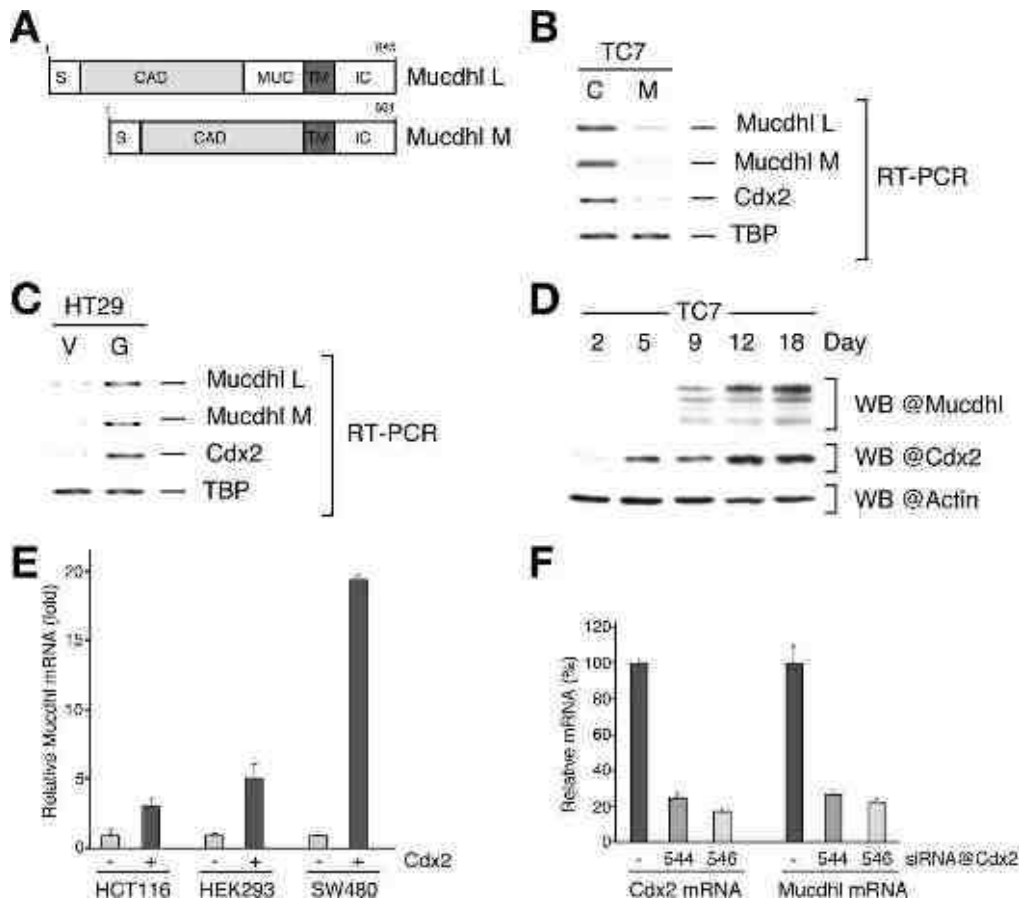 A
1 845
S CAD MUC TM IC Mucdhl L
S CAD TM IC Mucdhl M
B
TC7
C M
Mucdhl L
Mucdhl M
Cdx2
TBP
RT-PCR
C
HT29
V G
Mucdhl L
Mucdhl M
Cdx2
TBP
RT-PCR
D
TC7
2 5 9 12 18 Day
WB @Mucdhl
WB @Cdx2
WB @Actin
E
Relative Mucdhl mRNA (fold)
20
15
10
5
0
- + - + - + Cdx2
HCT116 HEK293 SW480
F
Relative mRNA (%)
120
100
80
60
40
20
0
- 544 546 - 544 546 siRNA@Cdx2
Cdx2 mRNA Mucdhl mRNA